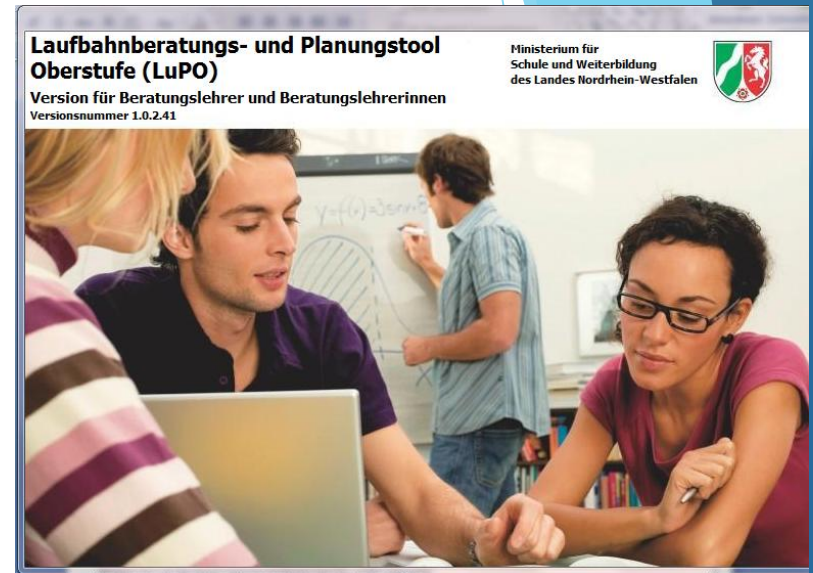 Laufbahnberatungs- und Planungstool
Oberstufe (LuPO)
Version für Beratungslehrer und Beratungslehrerinnen
Versionsnummer 1.0.2.41
Ministerium für
Schule und Weiterbildung
des Landes Nordrhein-Westfalen